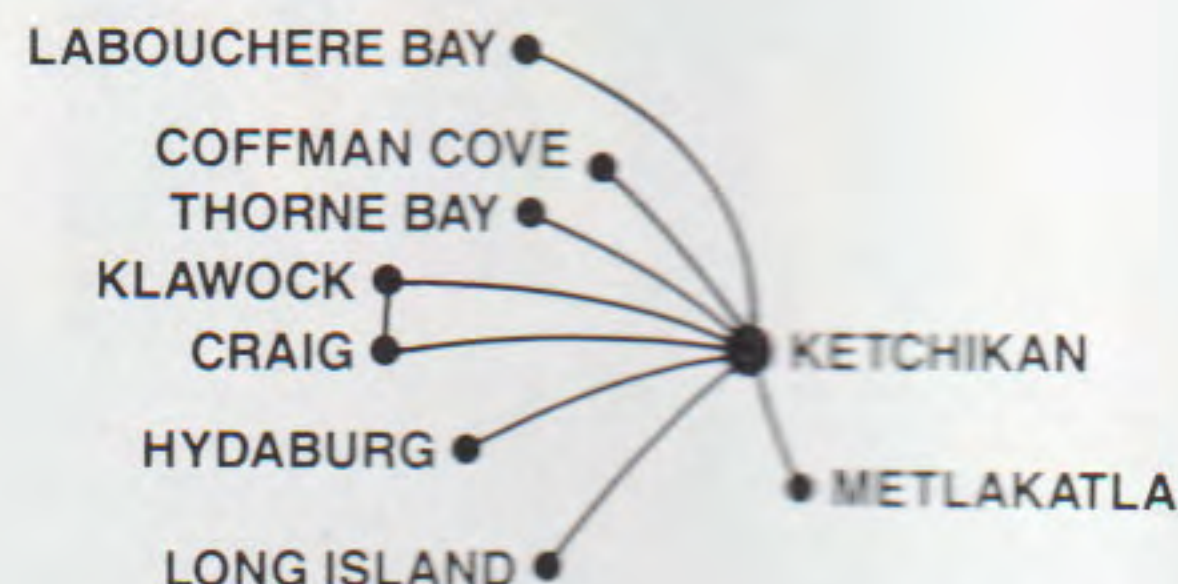 LABOUCHERE BAY
COFFMAN COVE
THORNE BAY
KLAWOCK
CRAIG
KETCHIKAN
HYDABURG
METLAKATLA
LONG ISLAND